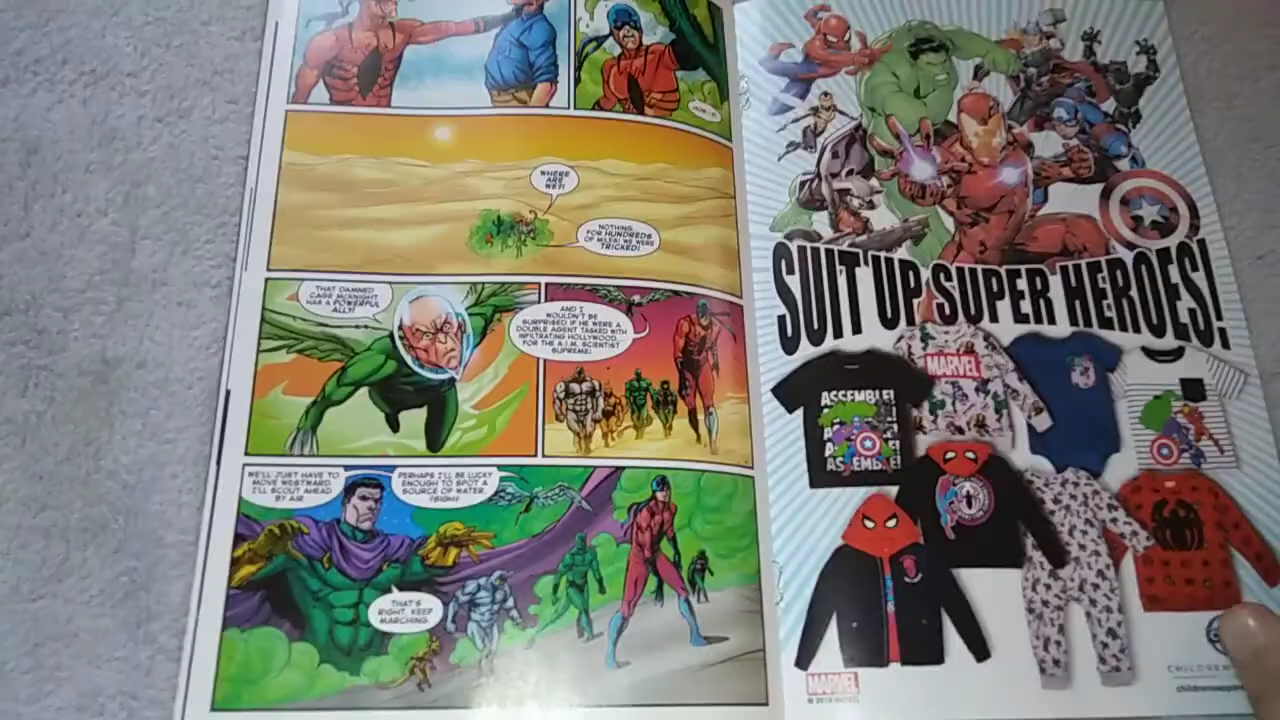 HOW--?!
WHERE
ARE
WE?!
NOTHING
FOR HUNDREDS
OF MILES! WE WERE
TRICKED!
THAT DAMNED
CAGE MCKNIGHT
HAS A POWERFUL
ALLY!
AND I
WOULDN'T BE
SURPRISED IF HE WERE A
DOUBLE AGENT TASKED WITH
INFILTRATING HOLLYWOOD
FOR THE A.I.M. SCIENTIST
SUPREME!
WE'LL JUST HAVE TO
MOVE WESTWARD.
I'LL SCOUT AHEAD
BY AIR.
PERHAPS I'LL BE LUCKY
ENOUGH TO SPOT A
SOURCE OF WATER.
(SIGH)
THAT'S
RIGHT. KEEP
MARCHING.
SUIT UP SUPER HEROES!
ASSEMBLE!
MARVEL
MARVEL